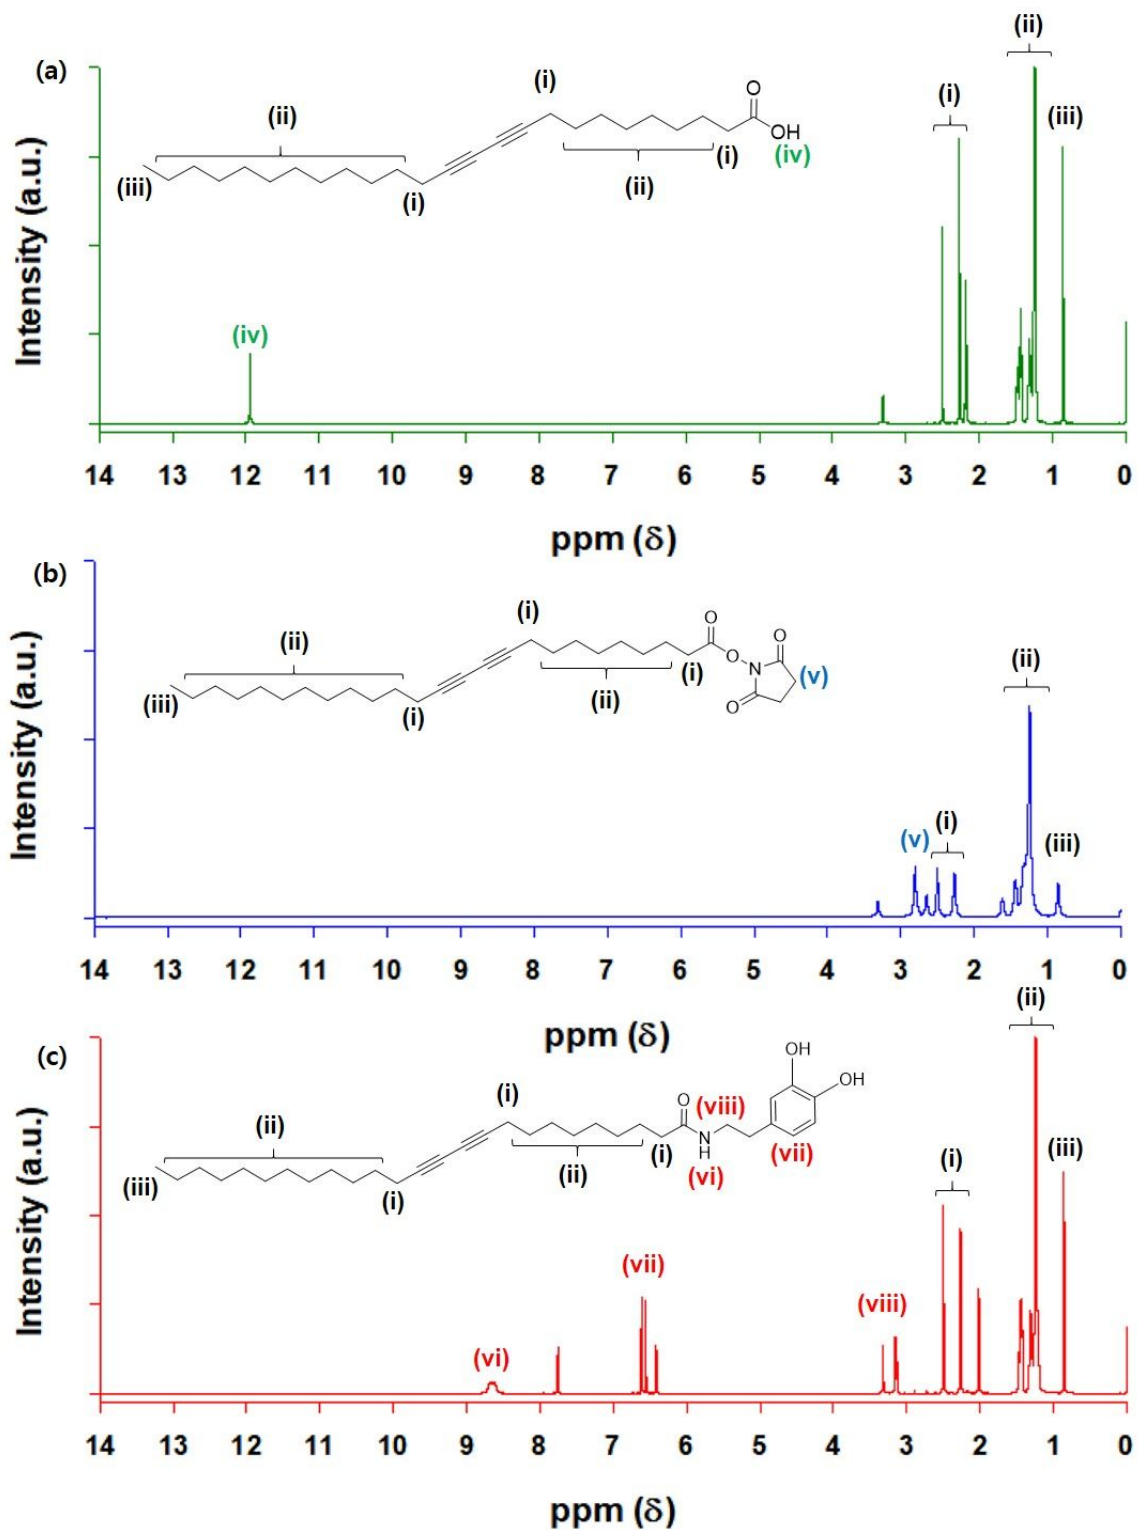 (ii)
(a)
(i)
(i)
(iii)
(ii)
O
OH
(iv)
(i)
(iii)
(i)
(ii)
(iv)
Intensity (a.u.)
14 13 12 11 10 9 8 7 6 5 4 3 2 1 0
ppm (δ)
(b)
(i)
O
O
(ii)
(ii)
O
N
(v)
(iii)
(i)
(ii)
(i)
O
(i)
(v)
(iii)
Intensity (a.u.)
14 13 12 11 10 9 8 7 6 5 4 3 2 1 0
(ii)
ppm (δ)
(c)
OH
OH
(i)
O
(viii)
(ii)
N
H
(vi)
(vii)
(i)
(iii)
(iii)
(i)
(ii)
(i)
(vii)
(viii)
(vi)
Intensity (a.u.)
14 13 12 11 10 9 8 7 6 5 4 3 2 1 0
ppm (δ)